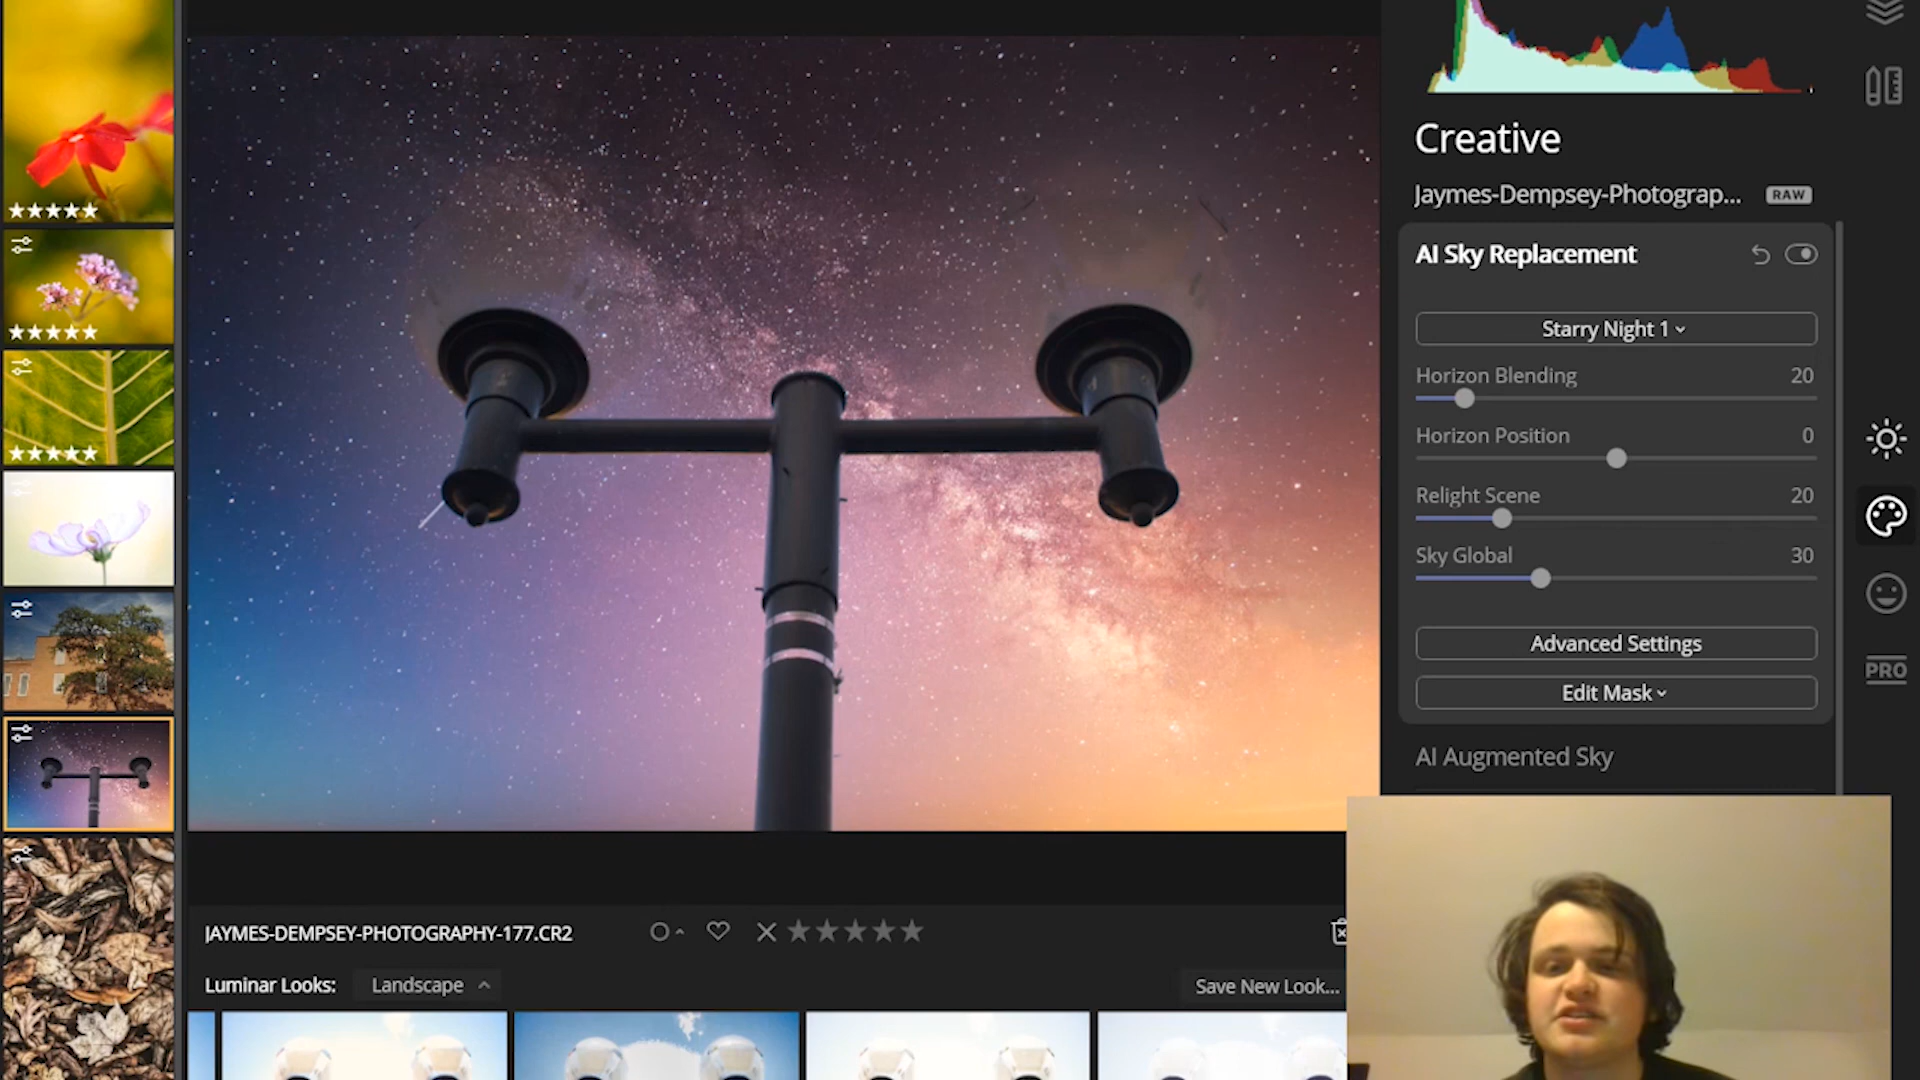 Creative
Jaymes-Dempsey-Photograp... RAW
AI Sky Replacement
Starry Night 1
Horizon Blending 20
Horizon Position 0
Relight Scene 20
Sky Global 30
Advanced Settings
Edit Mask
AI Augmented Sky
PRO
JAYMES-DEMPSEY-PHOTOGRAPHY-177.CR2
Luminar Looks: Landscape
Save New Look...